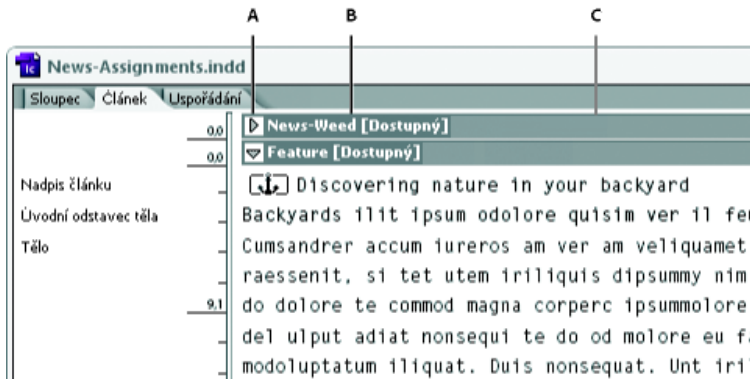 A B C
Ic News-Assignments.indd
Sloupec Článek Uspořádání
0,0 News-Weed [Dostupný]
0,0 Feature [Dostupný]
Nadpis článku Discovering nature in your backyard
Úvodní odstavec těla Backyards ilit ipsum odolore quisim ver il feu
Tělo Cumsandrer accum iureros am ver am veliquamet
raessenit, si tet utem iriliquis dipsummy nim
9,1 do dolore te commod magna corperc ipsummolore
del ulput adiat nonsequi te do od molore eu fa
modoluptatum iliquat. Duis nonsequat. Unt iril